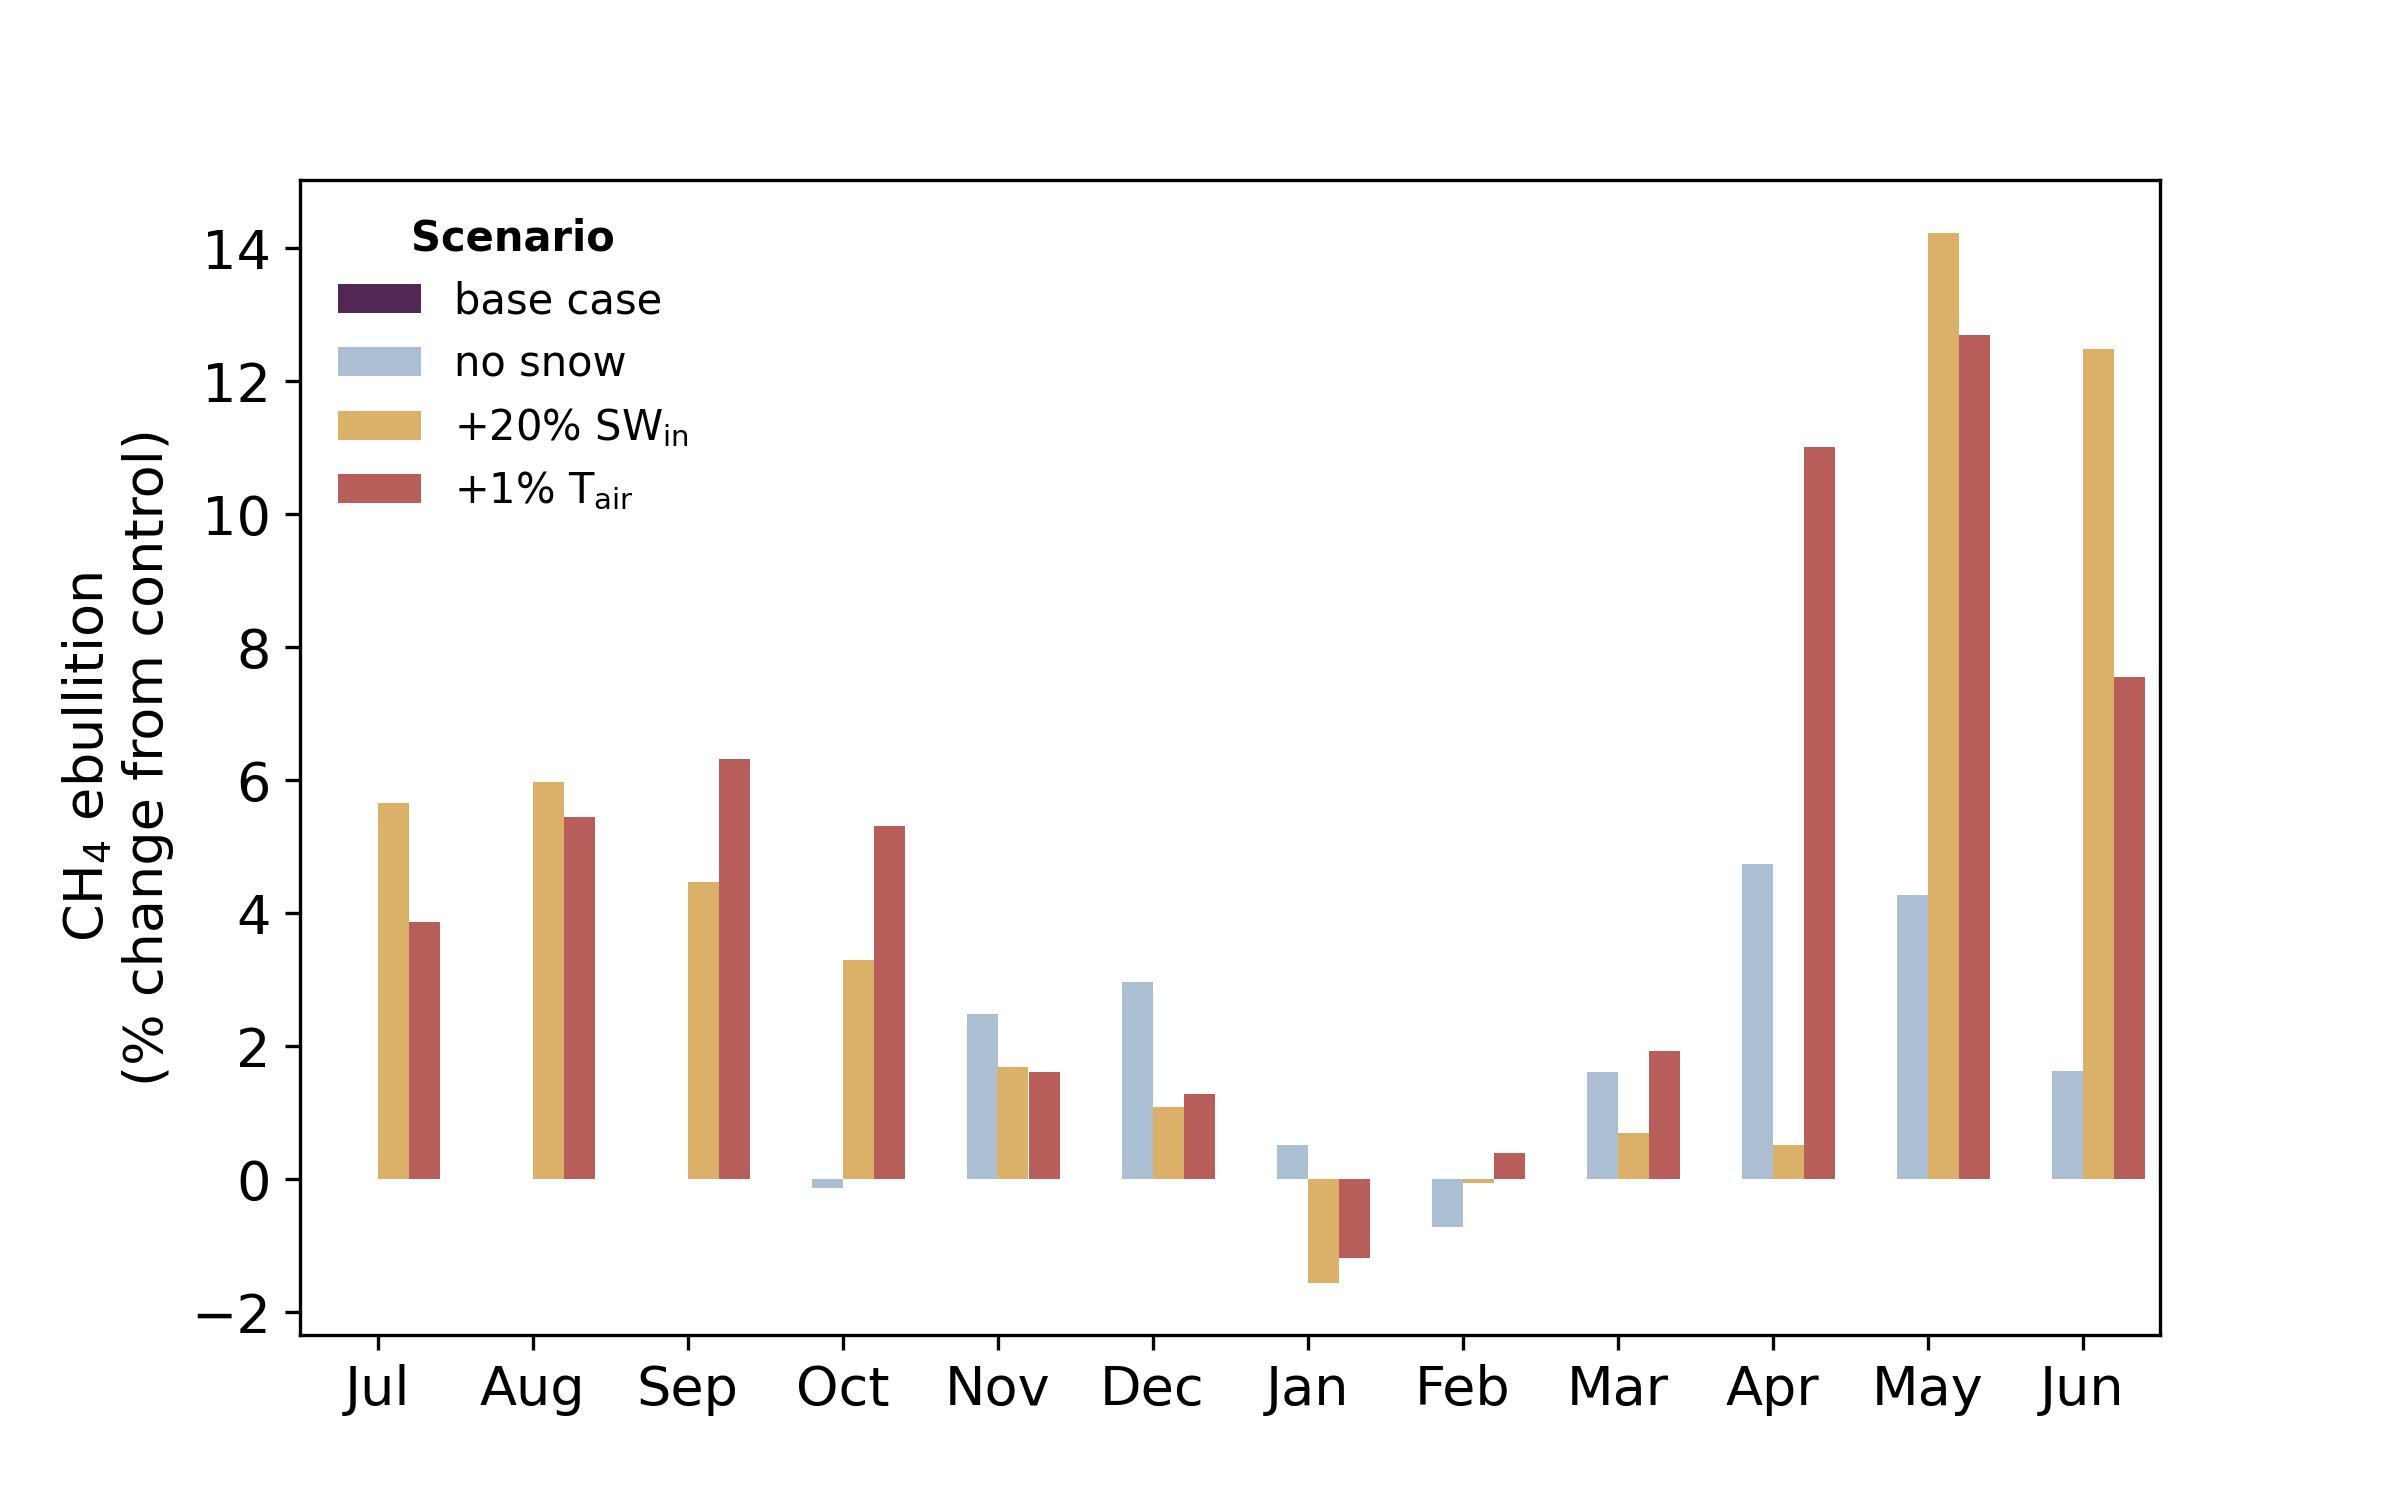 Scenario
base case
no snow
+20% SWin
+1% Tair
CH4 ebullition
(% change from control)
14
12
10
8
6
4
2
0
−2
Jul Aug Sep Oct Nov Dec Jan Feb Mar Apr May Jun